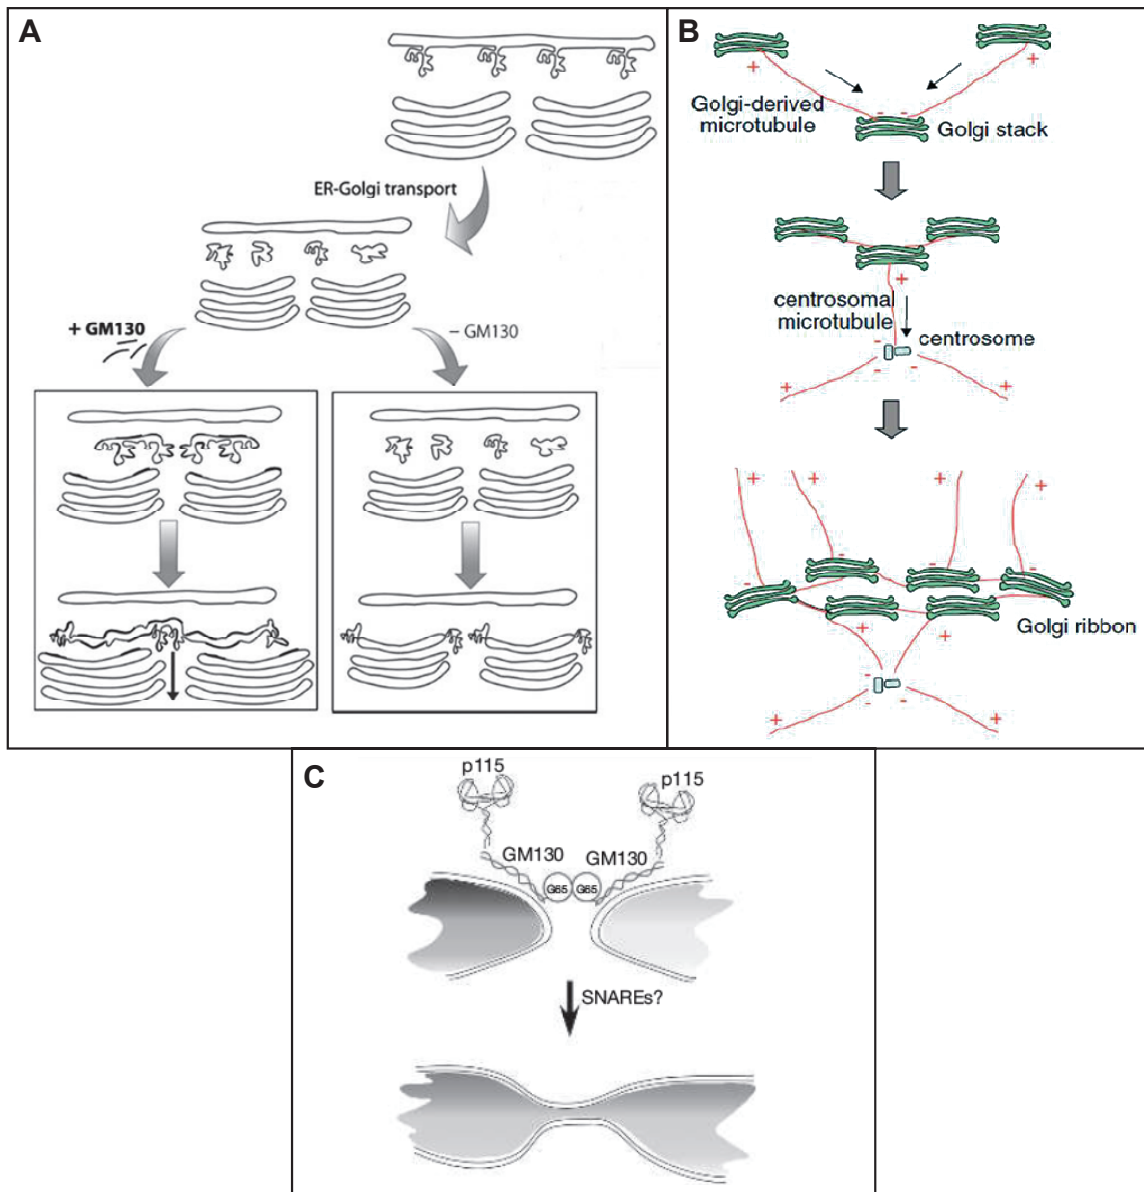 A
ER-Golgi transport
+ GM130
– GM130
B
+
+
Golgi-derived
microtubule
- -
Golgi stack
+
centrosomal
microtubule
centrosome
-
- -
+ +
+ + + +
- - - -
Golgi ribbon
+ +
-
- -
+ +
C
p115 p115
GM130 GM130
G65 G65
SNAREs?